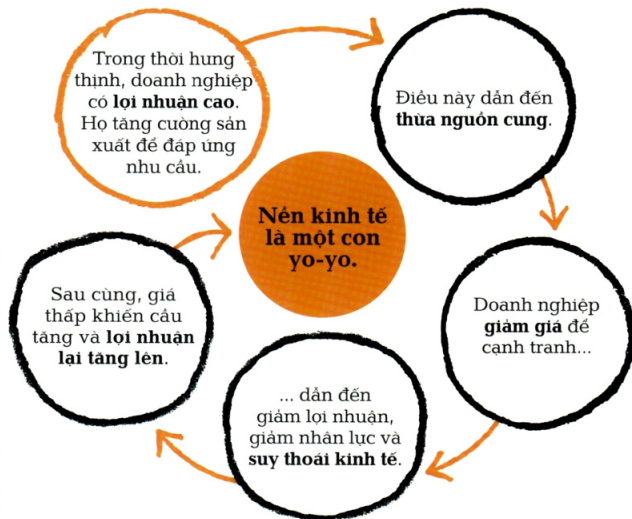 Trong thời hưng
thịnh, doanh nghiệp
có lợi nhuận cao.
Họ tăng cường sản
xuất để đáp ứng
nhu cầu.
Điều này dẫn đến
thừa nguồn cung.
Doanh nghiệp
giảm giá để
cạnh tranh...
... dẫn đến
giảm lợi nhuận,
giảm nhân lực và
suy thoái kinh tế.
Sau cùng, giá
thấp khiến cầu
tăng và lợi nhuận
lại tăng lên.
Nền kinh tế
là một con
yo-yo.